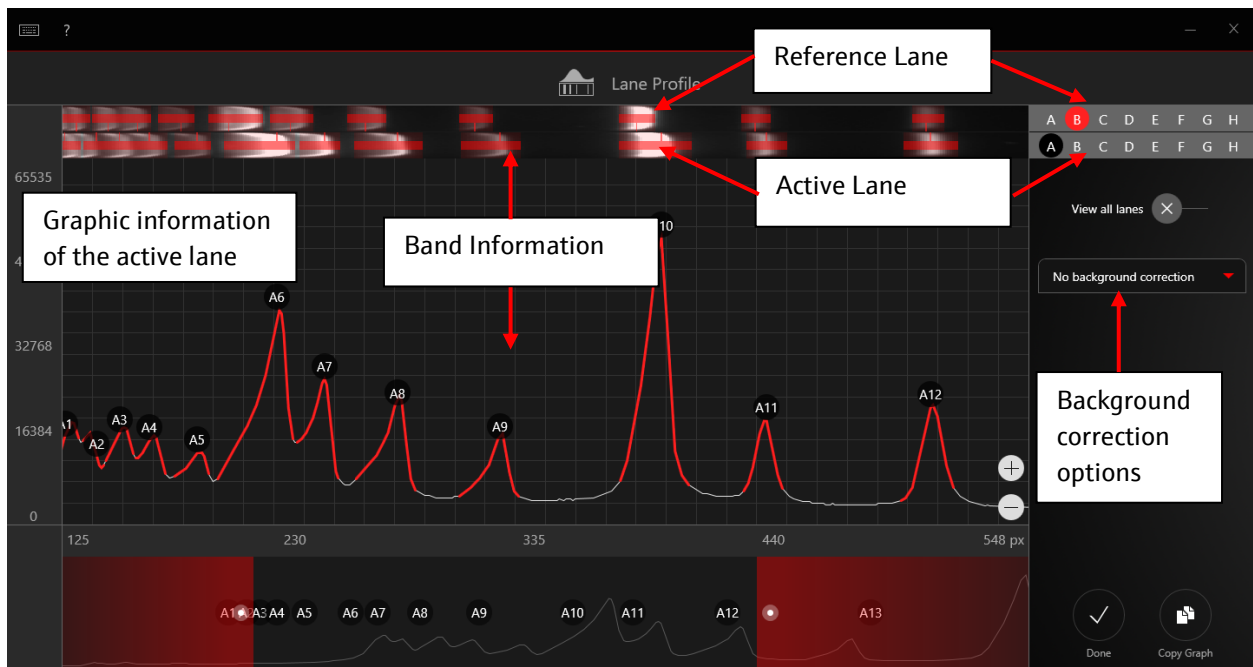 ?
Reference Lane
Lane Profile
A B C D E F G H
A B C D E F G H
65535
Active Lane
Graphic information
of the active lane
Band Information
View all lanes
10
No background correction
A6
32768
A7
A8
A12
Background
correction
options
A11
A3
A4
A9
A1
A2
A5
16384
0
125
230
335
440
548 px
A1
A3
A4
A5
A6
A7
A8
A9
A10
A11
A12
A13
Done
Copy Graph